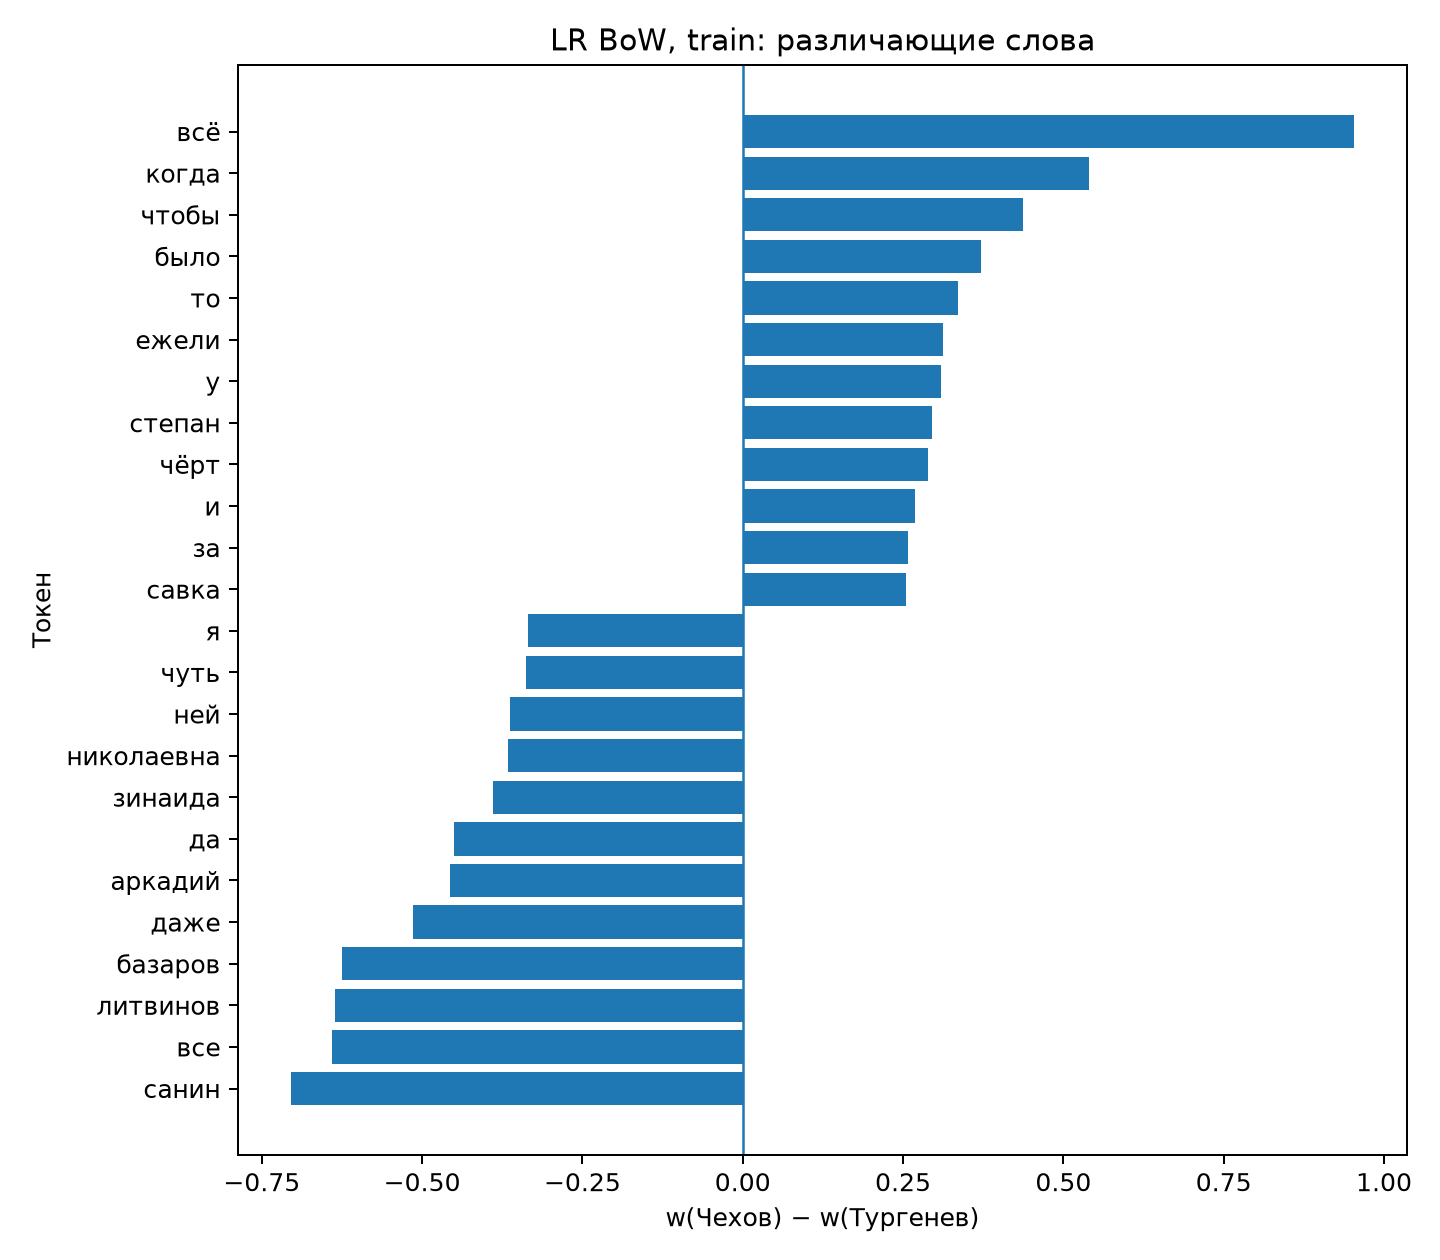 LR BoW, train: различающие слова
всё
когда
чтобы
было
то
ежели
у
степан
чёрт
и
за
савка
я
чуть
ней
николаевна
зинаида
да
аркадий
даже
базаров
литвинов
все
санин
Токен
−0.75 −0.50 −0.25 0.00 0.25 0.50 0.75 1.00
w(Чехов) − w(Тургенев)